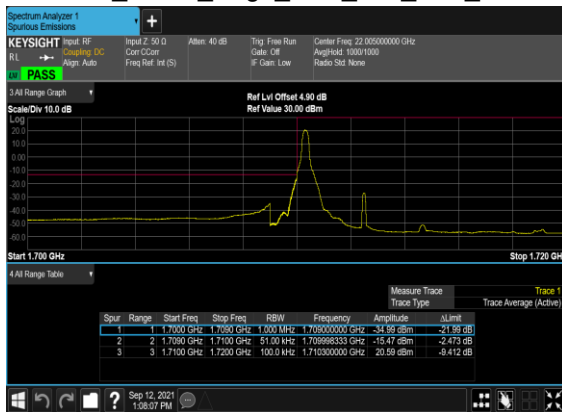 Spectrum Analyzer 1
Spurious Emissions
+
KEYSIGHT Input: RF Input Z: 50 Ω Atten: 40 dB Trig: Free Run Center Freq: 22.005000000 GHz
RL Coupling: DC Corr CCorr Gate: Off Avg|Hold: 1000/1000
Align: Auto Freq Ref: Int (S) IF Gain: Low Radio Std: None
PASS
3 All Range Graph
Ref Lvl Offset 4.90 dB
Scale/Div 10.0 dB Ref Value 30.00 dBm
Log
20.0
10.0
0.00
-10.0
-20.0
-30.0
-40.0
-50.0
-60.0
Start 1.700 GHz Stop 1.720 GH
4 All Range Table
Measure Trace Trace 1
Trace Type Trace Average (Active)
Spur Range Start Freq Stop Freq RBW Frequency Amplitude ΔLimit
1 1 1.7000 GHz 1.7090 GHz 1.000 MHz 1.709000000 GHz -34.99 dBm -21.99 dB
2 2 1.7090 GHz 1.7100 GHz 51.00 kHz 1.709998333 GHz -15.47 dBm -2.473 dB
3 3 1.7100 GHz 1.7200 GHz 100.0 kHz 1.710300000 GHz 20.59 dBm -9.412 dB
? Sep 12, 2021
1:08:07 PM